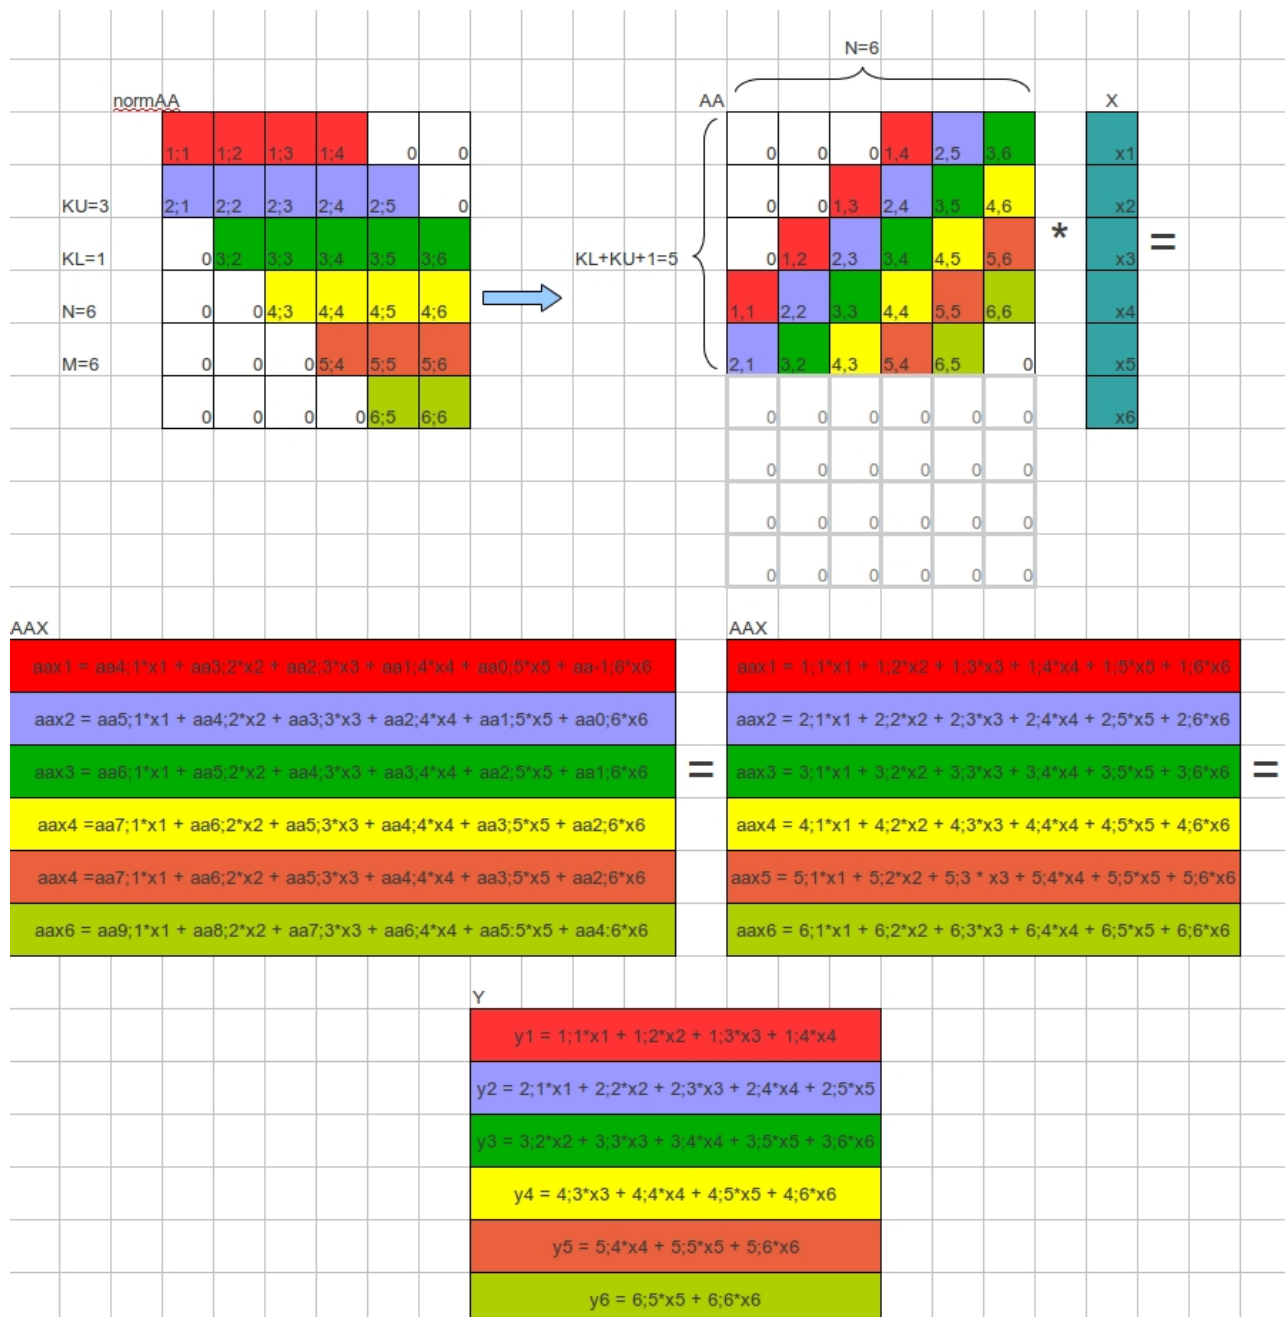 N=6
normAA AA X
1;1 1;2 1;3 1;4 0 0 0 0 0 1,4 2,5 3,6 x1
KU=3 2;1 2;2 2;3 2;4 2;5 0 0 0 1,3 2,4 3,5 4,6 x2
KL=1 0 3;2 3;3 3;4 3;5 3;6 KL+KU+1=5 0 1,2 2,3 3,4 4,5 5,6 * x3 =
N=6 0 0 4;3 4;4 4;5 4;6 1,1 2,2 3,3 4,4 5,5 6,6 x4
M=6 0 0 0 5;4 5;5 5;6 2,1 3,2 4,3 5,4 6,5 0 x5
0 0 0 0 6;5 6;6 0 0 0 0 0 0 x6
0 0 0 0 0 0
0 0 0 0 0 0
0 0 0 0 0 0
AAX AAX
aax1 = aa4;1*x1 + aa3;2*x2 + aa2;3*x3 + aa1;4*x4 + aa0;5*x5 + aa-1;6*x6 aax1 = 1;1*x1 + 1;2*x2 + 1;3*x3 + 1;4*x4 + 1;5*x5 + 1;6*x6
aax2 = aa5;1*x1 + aa4;2*x2 + aa3;3*x3 + aa2;4*x4 + aa1;5*x5 + aa0;6*x6 aax2 = 2;1*x1 + 2;2*x2 + 2;3*x3 + 2;4*x4 + 2;5*x5 + 2;6*x6
aax3 = aa6;1*x1 + aa5;2*x2 + aa4;3*x3 + aa3;4*x4 + aa2;5*x5 + aa1;6*x6 = aax3 = 3;1*x1 + 3;2*x2 + 3;3*x3 + 3;4*x4 + 3;5*x5 + 3;6*x6 =
aax4 =aa7;1*x1 + aa6;2*x2 + aa5;3*x3 + aa4;4*x4 + aa3;5*x5 + aa2;6*x6 aax4 = 4;1*x1 + 4;2*x2 + 4;3*x3 + 4;4*x4 + 4;5*x5 + 4;6*x6
aax4 =aa7;1*x1 + aa6;2*x2 + aa5;3*x3 + aa4;4*x4 + aa3;5*x5 + aa2;6*x6 aax5 = 5;1*x1 + 5;2*x2 + 5;3 * x3 + 5;4*x4 + 5;5*x5 + 5;6*x6
aax6 = aa9;1*x1 + aa8;2*x2 + aa7;3*x3 + aa6;4*x4 + aa5:5*x5 + aa4:6*x6 aax6 = 6;1*x1 + 6;2*x2 + 6;3*x3 + 6;4*x4 + 6;5*x5 + 6;6*x6
Y
y1 = 1;1*x1 + 1;2*x2 + 1;3*x3 + 1;4*x4
y2 = 2;1*x1 + 2;2*x2 + 2;3*x3 + 2;4*x4 + 2;5*x5
y3 = 3;2*x2 + 3;3*x3 + 3;4*x4 + 3;5*x5 + 3;6*x6
y4 = 4;3*x3 + 4;4*x4 + 4;5*x5 + 4;6*x6
y5 = 5;4*x4 + 5;5*x5 + 5;6*x6
y6 = 6;5*x5 + 6;6*x6